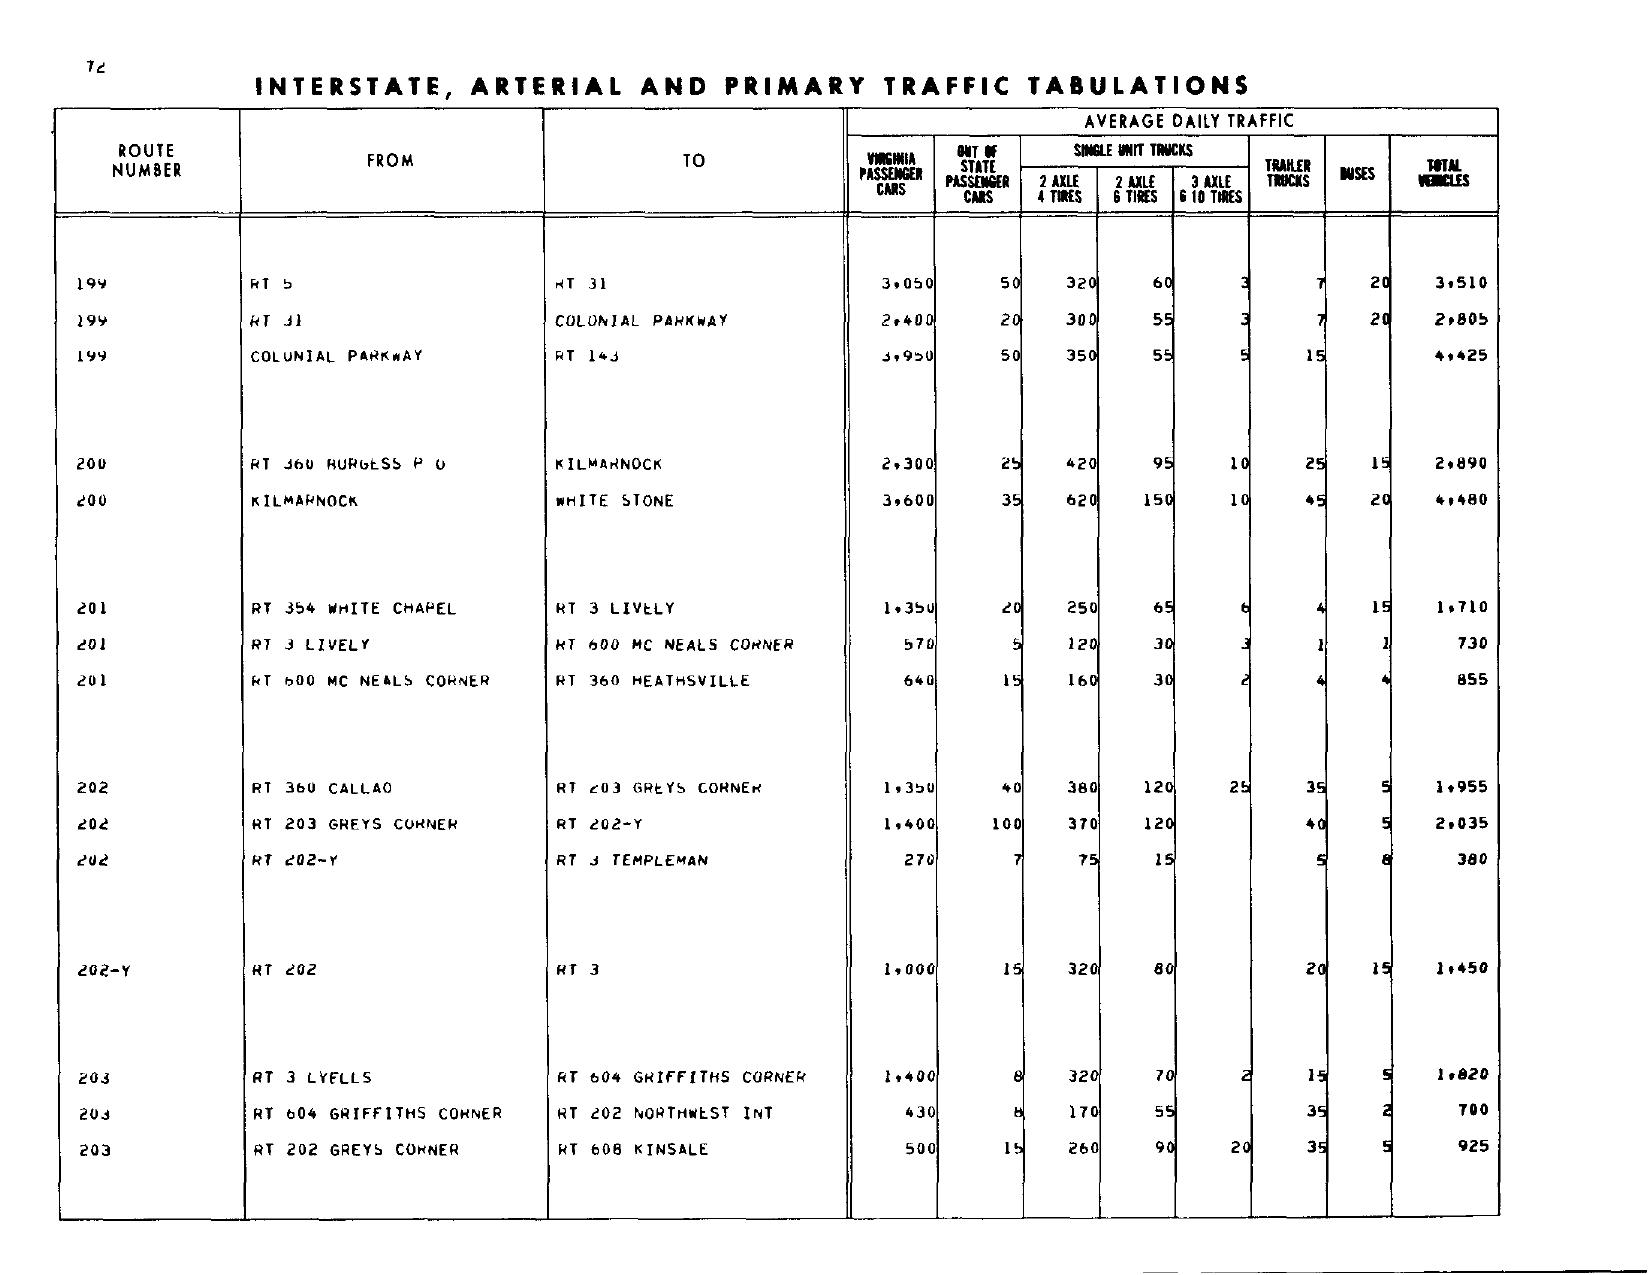 72
INTERSTATE, ARTERIAL AND PRIMARY TRAFFIC TABULATIONS
ROUTE NUMBER FROM TO AVERAGE DAILY TRAFFIC
VIRGINIA PASSENGER CARS OUT OF STATE PASSENGER CARS SINGLE UNIT TRUCKS TRAILER TRUCKS BUSES TOTAL VEHICLES
2 AXLE 4 TIRES 2 AXLE 6 TIRES 3 AXLE 6 10 TIRES
199 RT 5 RT 31 3,050 50 320 60 3 7 20 3,510
199 RT 31 COLONIAL PARKWAY 2,400 20 300 55 3 7 20 2,805
199 COLONIAL PARKWAY RT 143 3,950 50 350 55 5 15 4,425
200 RT 360 BURGESS P O KILMARNOCK 2,300 25 420 95 10 25 15 2,890
200 KILMARNOCK WHITE STONE 3,600 35 620 150 10 45 20 4,480
201 RT 354 WHITE CHAPEL RT 3 LIVELY 1,350 20 250 65 6 4 15 1,710
201 RT 3 LIVELY RT 600 MC NEALS CORNER 570 5 120 30 3 1 1 730
201 RT 600 MC NEALS CORNER RT 360 HEATHSVILLE 640 15 160 30 2 4 4 855
202 RT 360 CALLAO RT 203 GREYS CORNER 1,350 40 380 120 25 35 5 1,955
202 RT 203 GREYS CORNER RT 202-Y 1,400 100 370 120 40 5 2,035
202 RT 202-Y RT 3 TEMPLEMAN 270 7 75 15 5 8 380
202-Y RT 202 RT 3 1,000 15 320 80 20 15 1,450
203 RT 3 LYELLS RT 604 GRIFFITHS CORNER 1,400 8 320 70 2 15 5 1,820
203 RT 604 GRIFFITHS CORNER RT 202 NORTHWEST INT 430 8 170 55 35 2 700
203 RT 202 GREYS CORNER RT 608 KINSALE 500 15 260 90 20 35 5 925